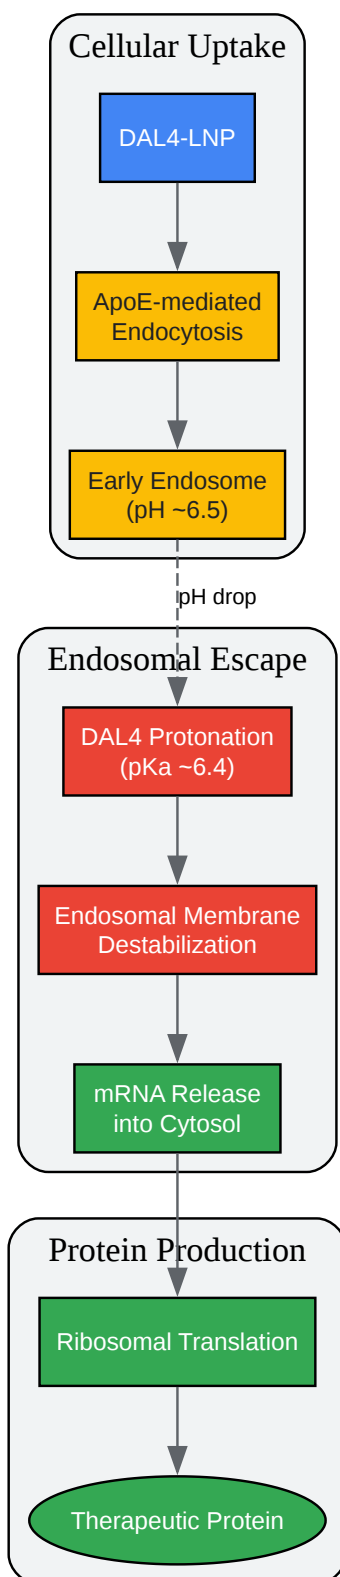 Cellular Uptake
DAL4-LNP
ApoE-mediated
Endocytosis
Early Endosome
(pH ~6.5)
pH drop
Endosomal Escape
DAL4 Protonation
(pKa ~6.4)
Endosomal Membrane
Destabilization
mRNA Release
into Cytosol
Protein Production
Ribosomal Translation
Therapeutic Protein